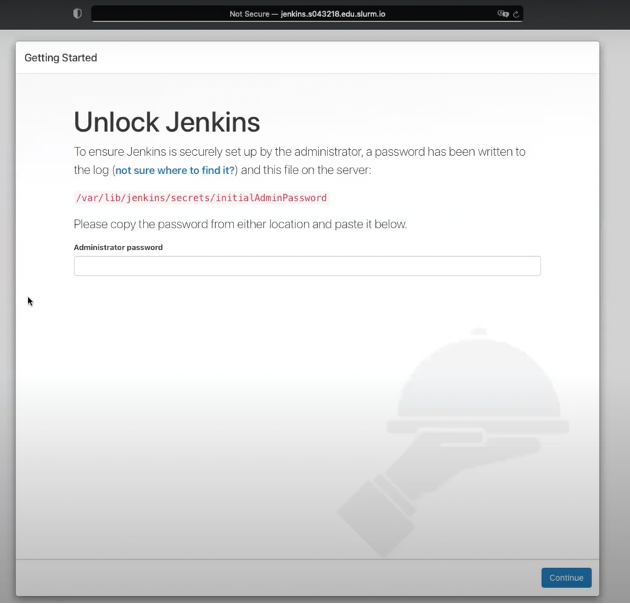 Not Secure — jenkins.s043218.edu.slurm.io
Getting Started
Unlock Jenkins
To ensure Jenkins is securely set up by the administrator, a password has been written to
the log (not sure where to find it?) and this file on the server:
/var/lib/jenkins/secrets/initialAdminPassword
Please copy the password from either location and paste it below.
Administrator password
Continue